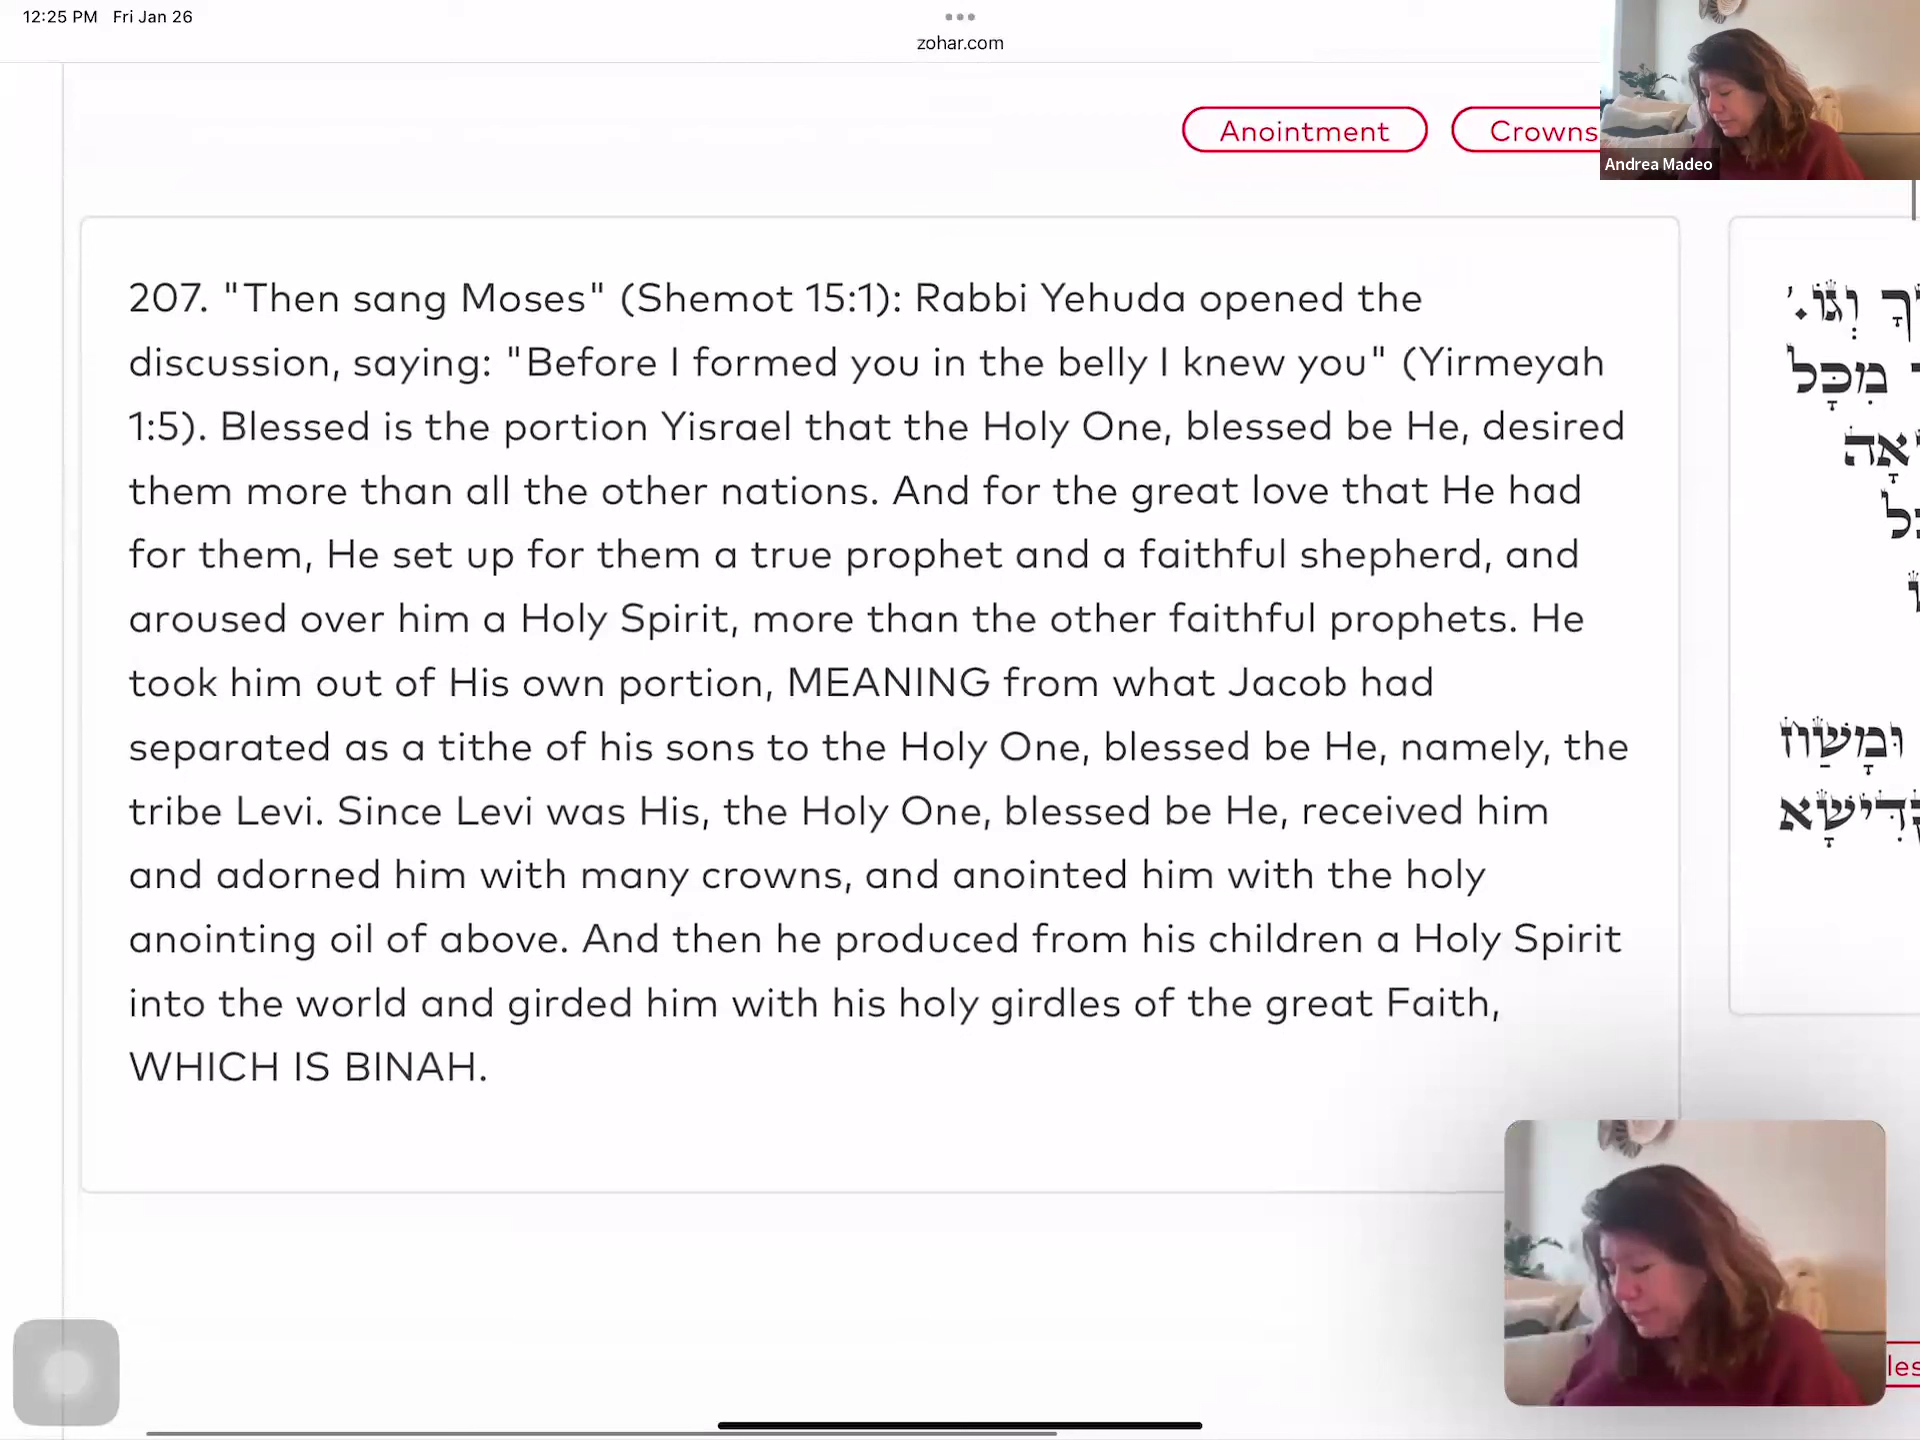 12:25 PM Fri Jan 26
zohar.com
Anointment
Crowns
Andrea Madeo
207. "Then sang Moses" (Shemot 15:1): Rabbi Yehuda opened the
discussion, saying: "Before I formed you in the belly I knew you" (Yirmeyah
1:5). Blessed is the portion Yisrael that the Holy One, blessed be He, desired
them more than all the other nations. And for the great love that He had
for them, He set up for them a true prophet and a faithful shepherd, and
aroused over him a Holy Spirit, more than the other faithful prophets. He
took him out of His own portion, MEANING from what Jacob had
separated as a tithe of his sons to the Holy One, blessed be He, namely, the
tribe Levi. Since Levi was His, the Holy One, blessed be He, received him
and adorned him with many crowns, and anointed him with the holy
anointing oil of above. And then he produced from his children a Holy Spirit
into the world and girded him with his holy girdles of the great Faith,
WHICH IS BINAH.
וְגוֹ'.
מִכָּל
וּמָשַׁח